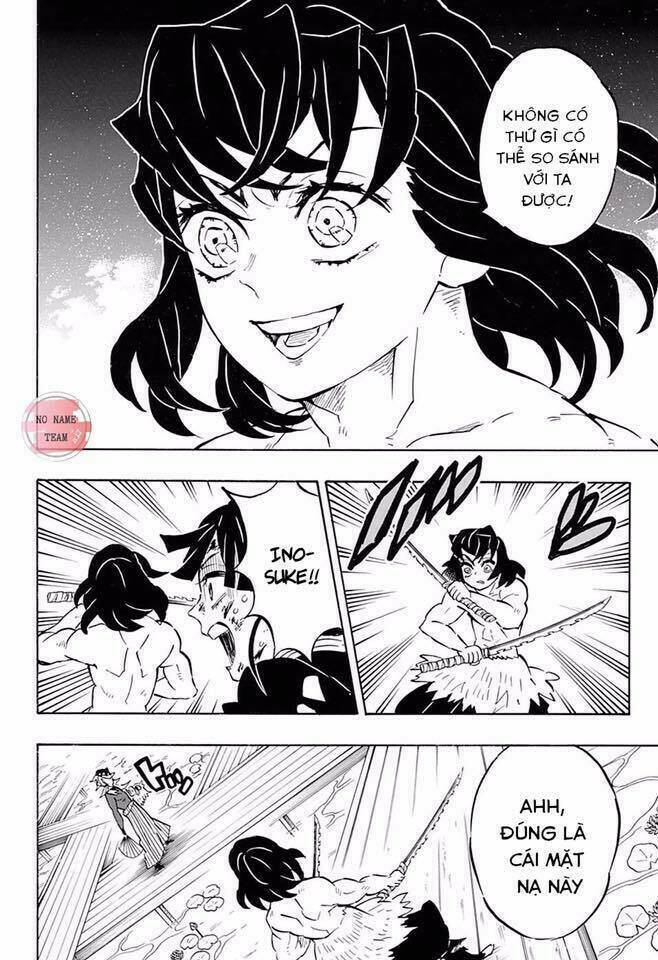 KHÔNG CÓ
THỨ GÌ CÓ
THỂ SO SÁNH
VỚI TA
ĐƯỢC!
NO NAME
TEAM
INO-
SUKE!!
AHH,
ĐÚNG LÀ
CÁI MẶT
NẠ NÀY